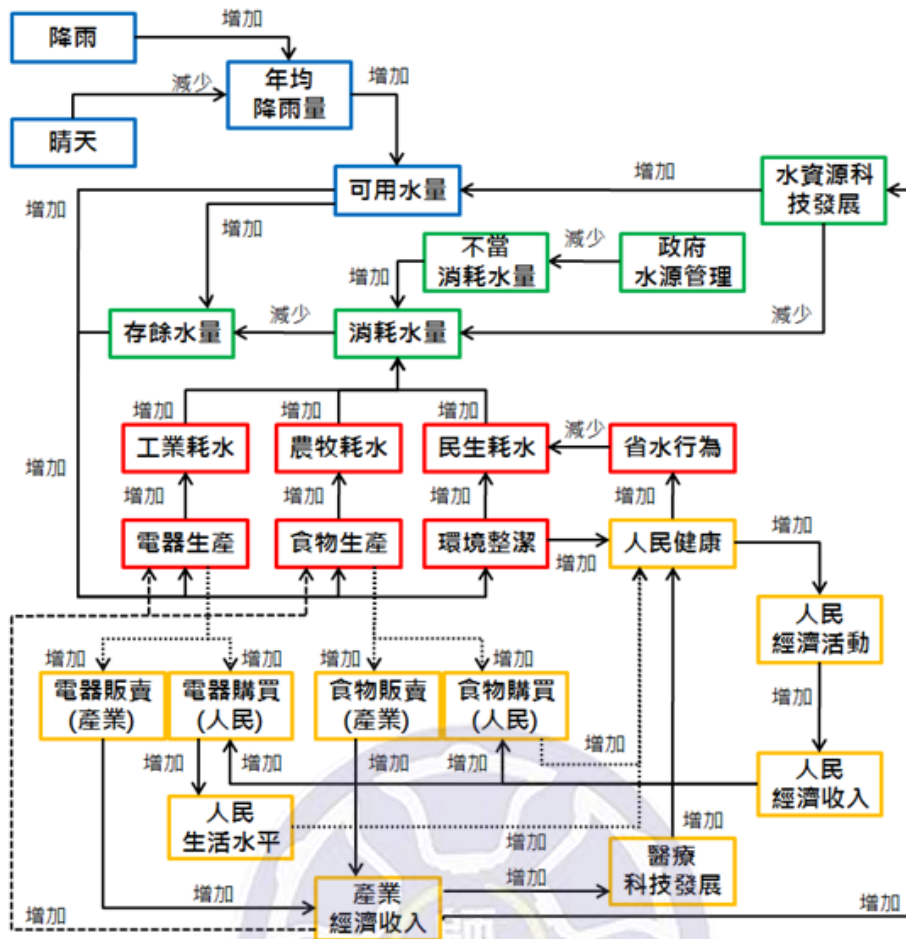 增加
降雨
減少
年均
降雨量
增加
晴天
可用水量
增加
水資源科
技發展
增加
增加
不當
消耗水量
減少
政府
水源管理
增加
存餘水量
減少
消耗水量
減少
增加
增加
增加
工業耗水
農牧耗水
民生耗水
減少
省水行為
增加
增加
增加
增加
增加
電器生產
食物生產
環境整潔
增加
人民健康
增加
人民
經濟活動
增加
增加
增加
增加
電器販賣
(產業)
電器購買
(人民)
食物販賣
(產業)
食物購買
(人民)
增加
增加
增加
增加
增加
增加
人民
經濟收入
人民
生活水平
增加
增加
醫療
科技發展
增加
增加
產業
經濟收入
增加
師